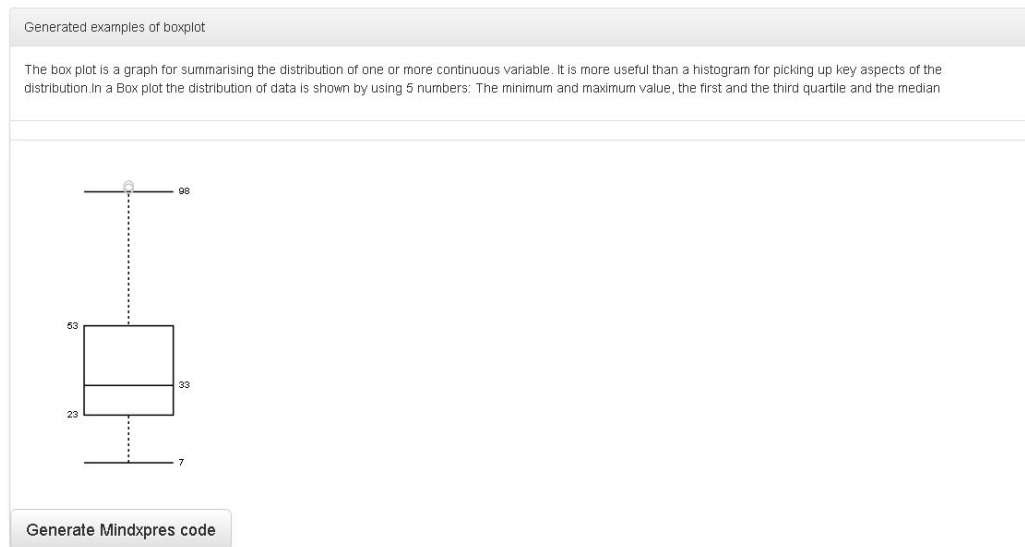 Generated examples of boxplot
The box plot is a graph for summarising the distribution of one or more continuous variable. It is more useful than a histogram for picking up key aspects of the
distribution.In a Box plot the distribution of data is shown by using 5 numbers: The minimum and maximum value, the first and the third quartile and the median
98
53
33
23
7
Generate Mindxpres code